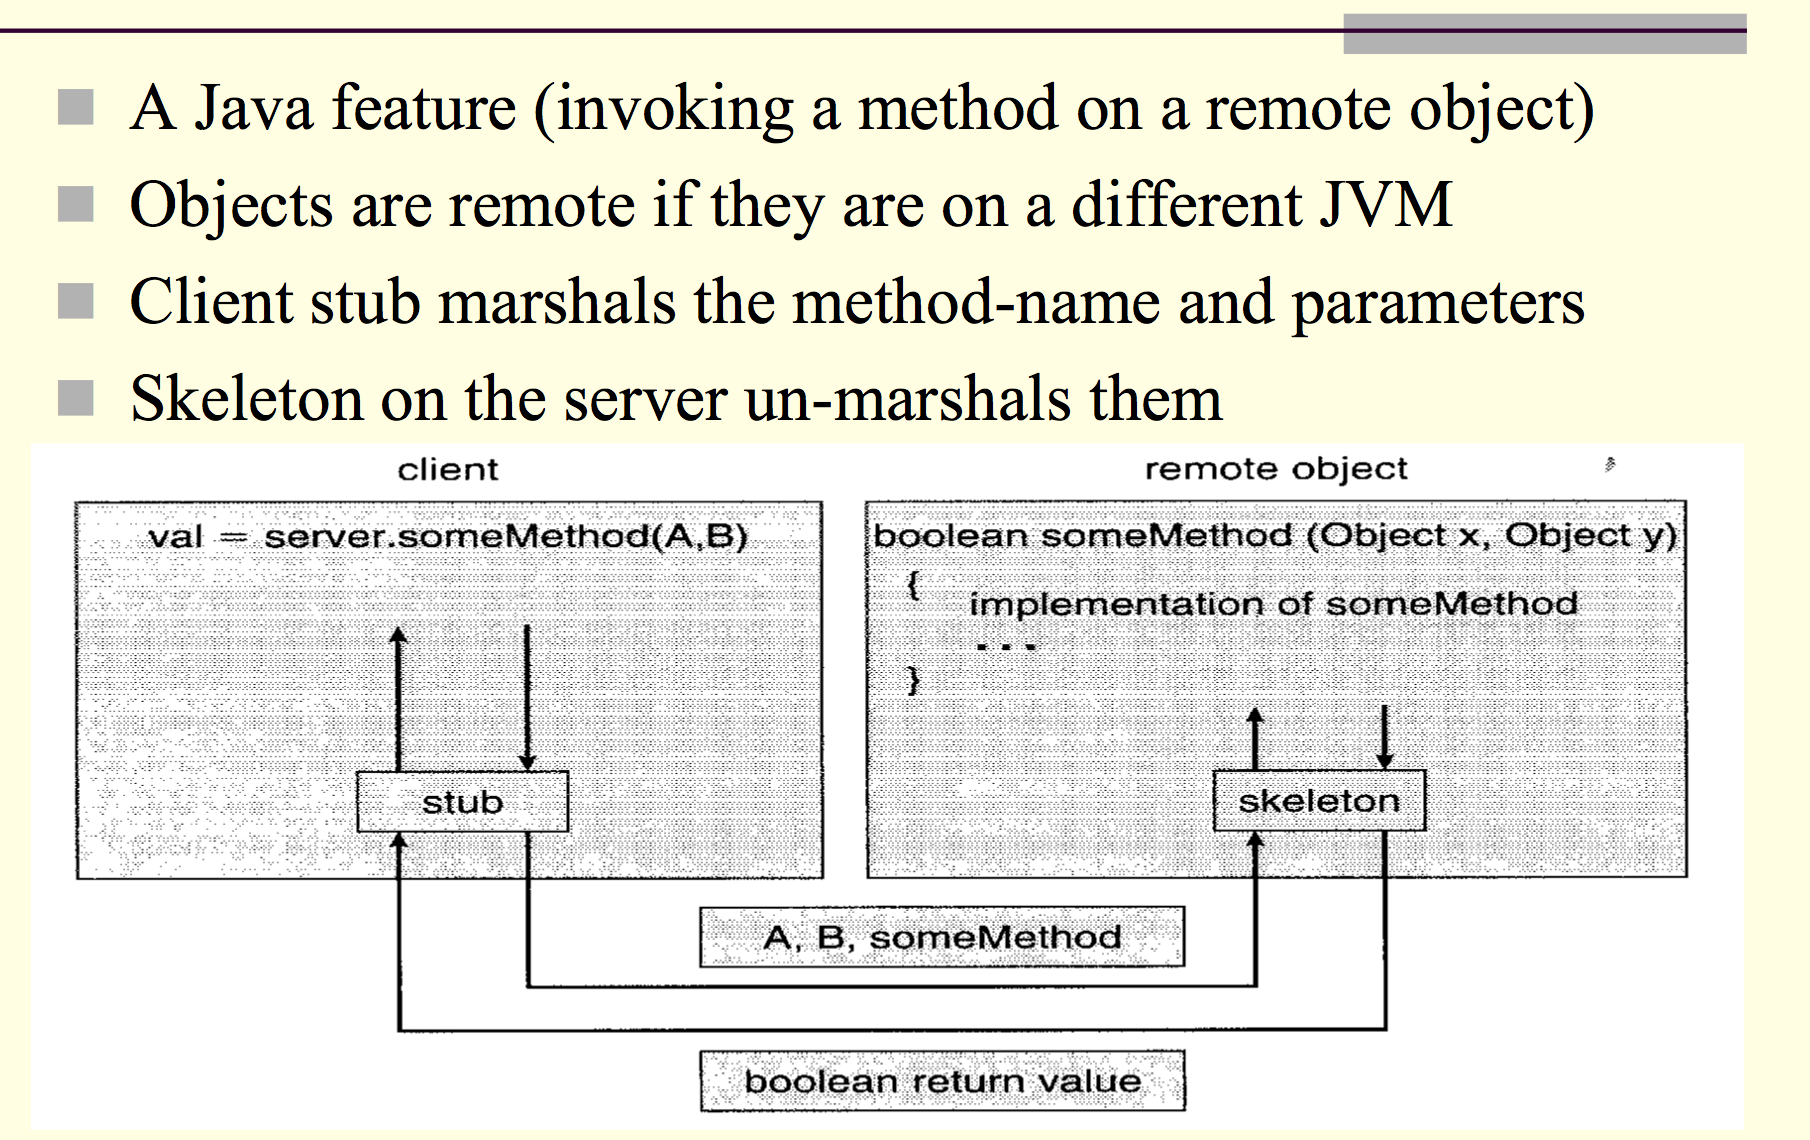 A Java feature (invoking a method on a remote object)
Objects are remote if they are on a different JVM
Client stub marshals the method-name and parameters
Skeleton on the server un-marshals them
client
remote object
val = server.someMethod(A,B)
boolean someMethod (Object x, Object y)
{
implementation of someMethod
. . .
}
stub
skeleton
A, B, someMethod
boolean return value